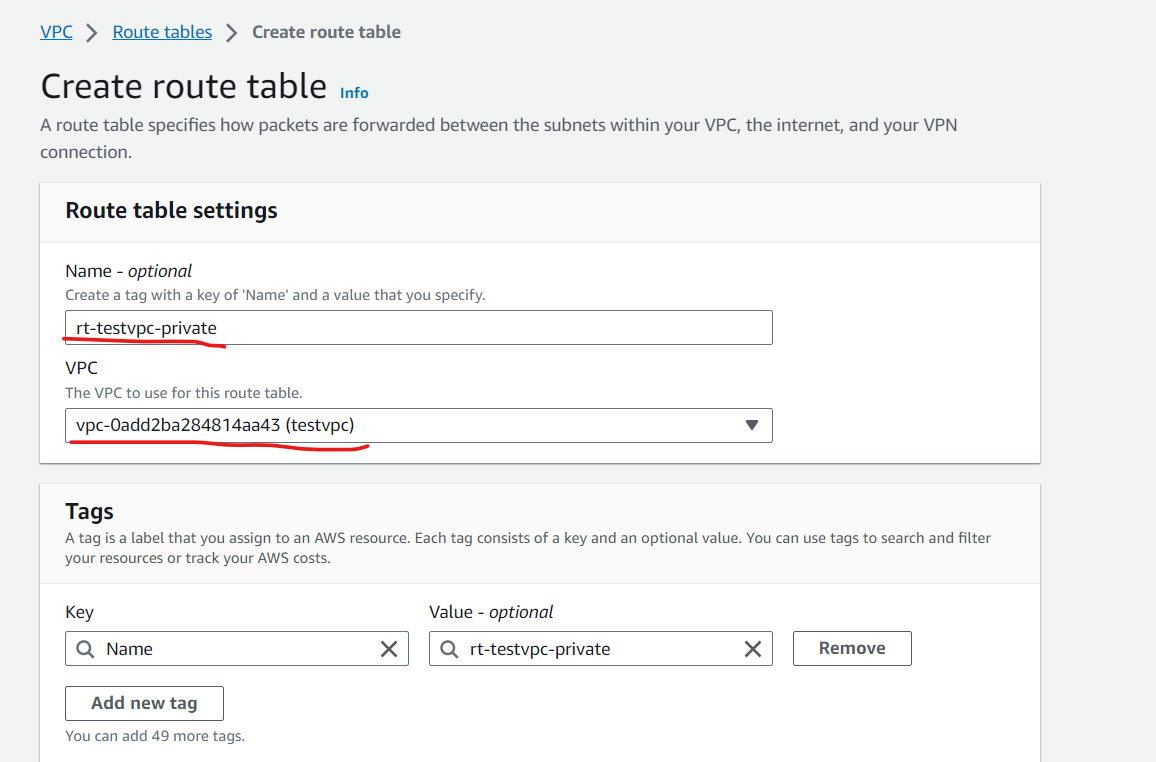 VPC > Route tables > Create route table
Create route table Info
A route table specifies how packets are forwarded between the subnets within your VPC, the internet, and your VPN
connection.
Route table settings
Name - optional
Create a tag with a key of 'Name' and a value that you specify.
rt-testvpc-private
VPC
The VPC to use for this route table.
vpc-0add2ba284814aa43 (testvpc)
Tags
A tag is a label that you assign to an AWS resource. Each tag consists of a key and an optional value. You can use tags to search and filter
your resources or track your AWS costs.
Key Value - optional
Name rt-testvpc-private Remove
Add new tag
You can add 49 more tags.